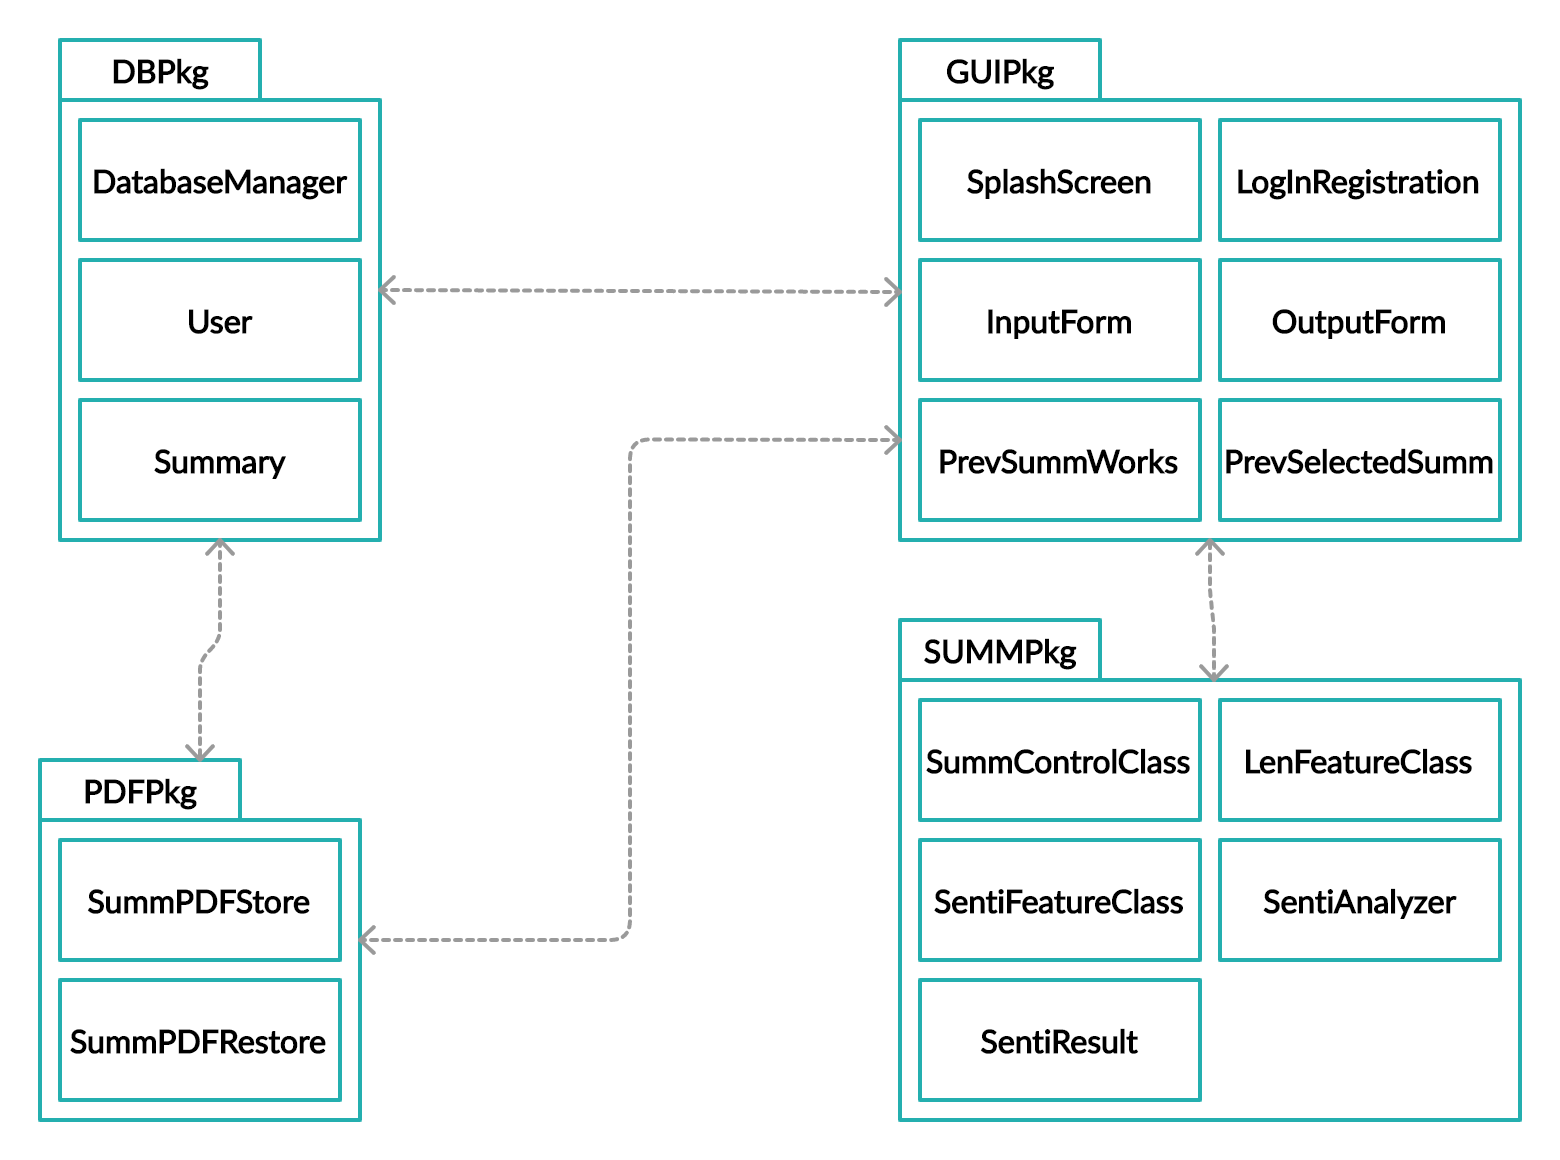 DBPkg
DatabaseManager
User
Summary
GUIPkg
SplashScreen
LogInRegistration
InputForm
OutputForm
PrevSummWorks
PrevSelectedSumm
PDFPkg
SummPDFStore
SummPDFRestore
SUMMPkg
SummControlClass
LenFeatureClass
SentiFeatureClass
SentiAnalyzer
SentiResult